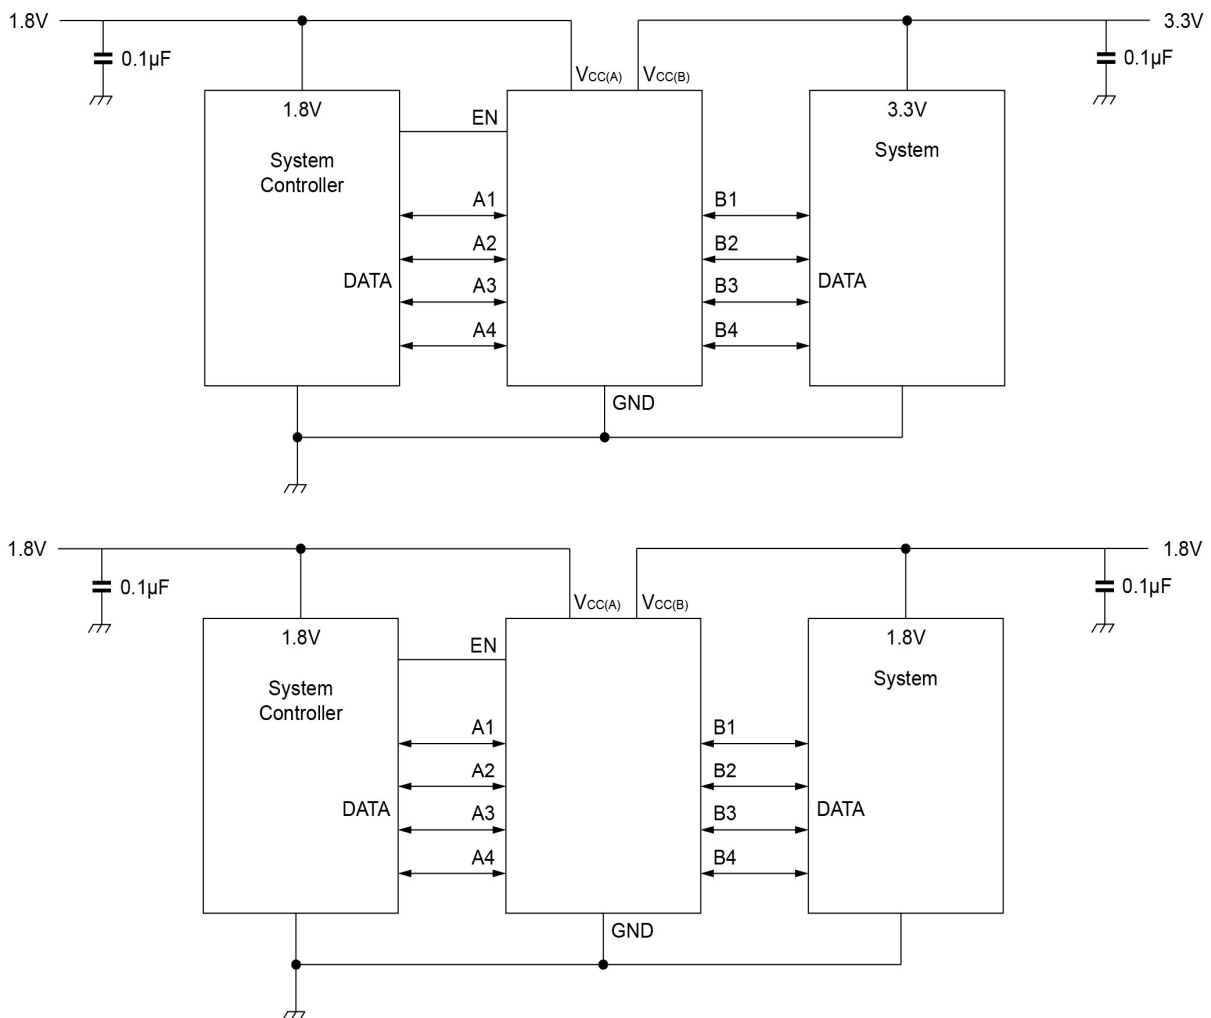 1.8V
3.3V
0.1µF
0.1µF
VCC(A)
VCC(B)
1.8V
EN
3.3V
System
Controller
System
A1
B1
A2
B2
DATA
DATA
A3
B3
A4
B4
GND
1.8V
1.8V
0.1µF
0.1µF
VCC(A)
VCC(B)
1.8V
EN
1.8V
System
Controller
System
A1
B1
A2
B2
DATA
DATA
A3
B3
A4
B4
GND